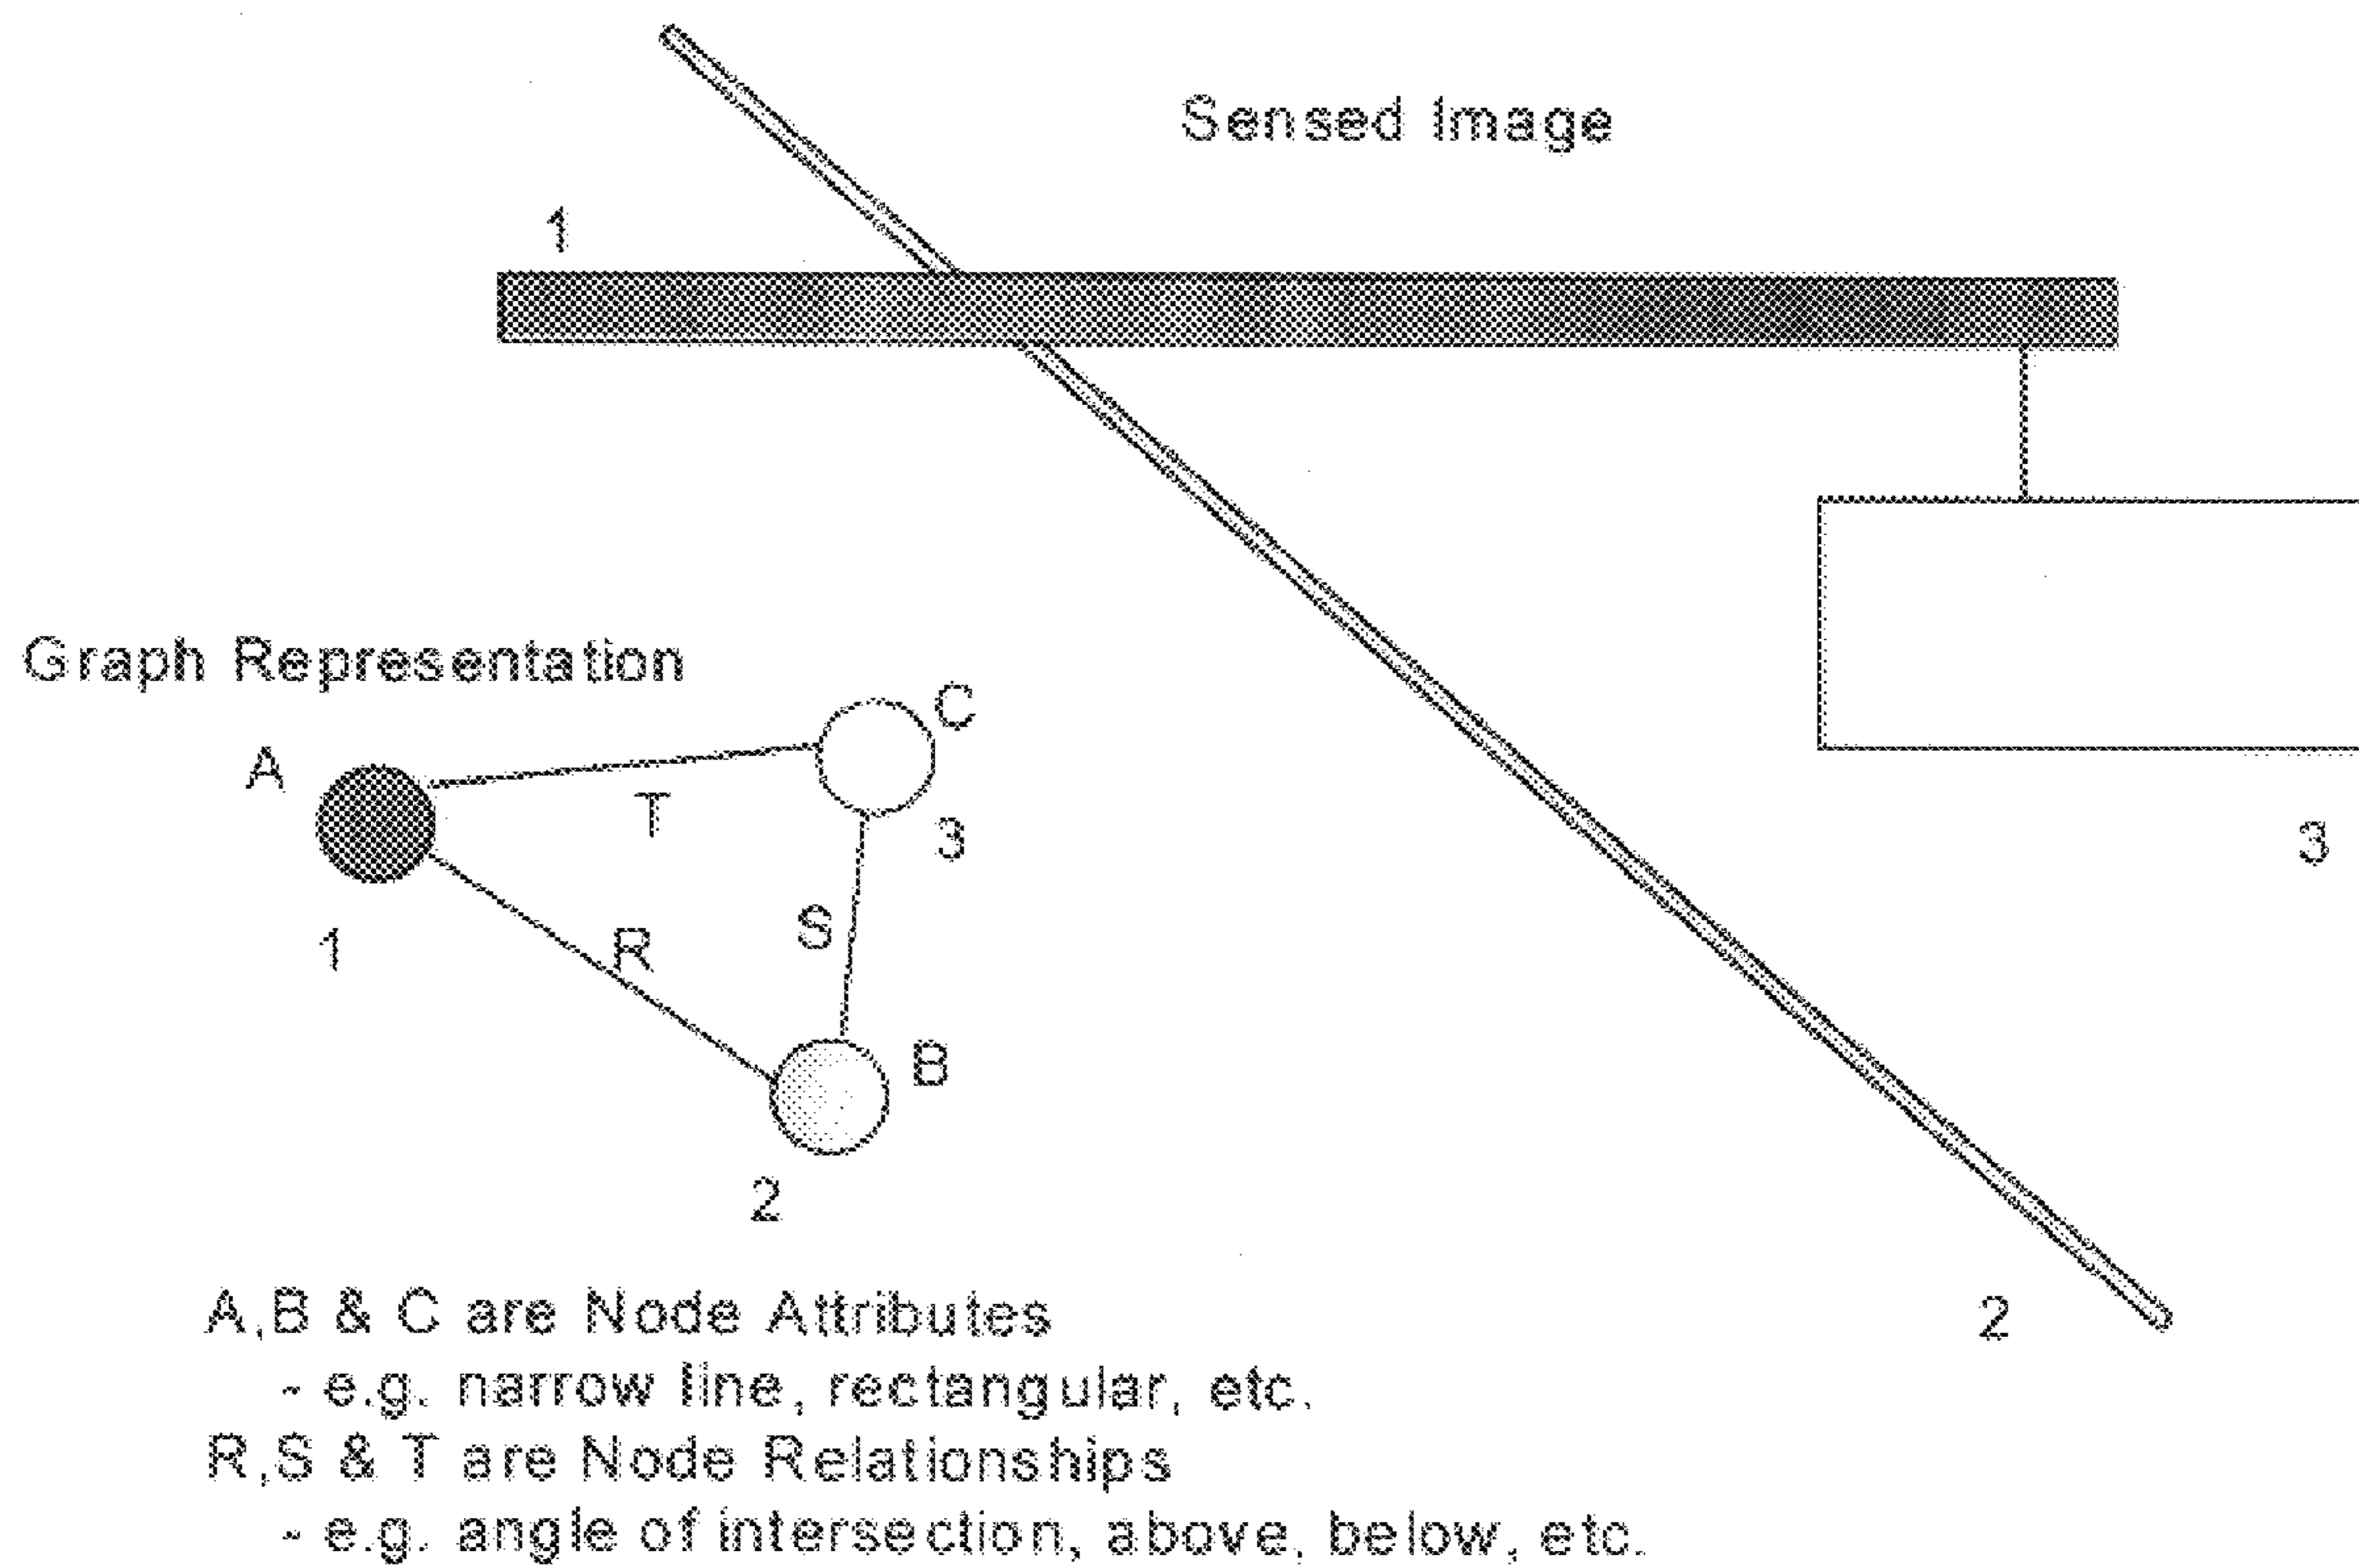 Sensed Image
1
3
2
Graph Representation
A
C
T
3
1
R
S
B
2
A,B & C are Node Attributes
- e.g. narrow line, rectangular, etc.
R,S & T are Node Relationships
- e.g. angle of intersection, above, below, etc.